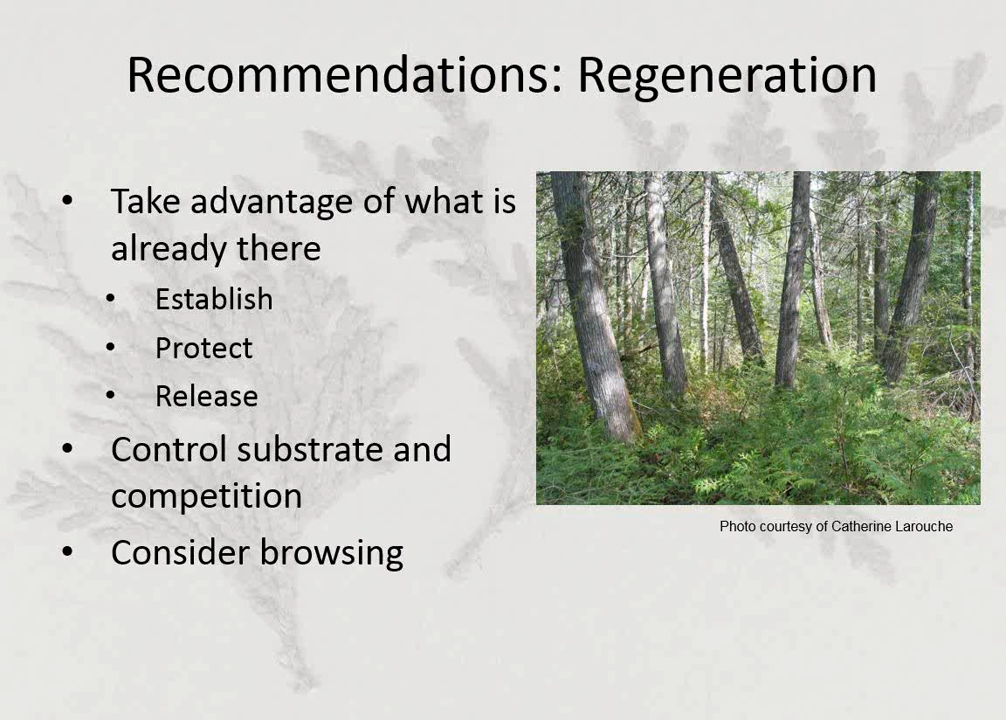 Recommendations: Regeneration
• Take advantage of what is
already there
• Establish
• Protect
• Release
• Control substrate and
competition
• Consider browsing
Photo courtesy of Catherine Larouche